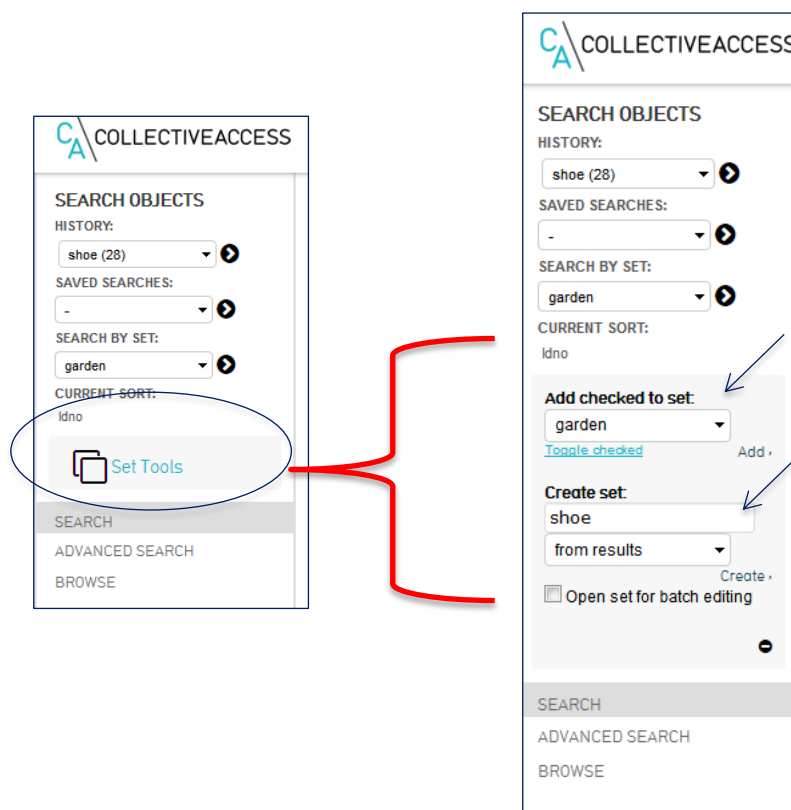 CA COLLECTIVEACCESS
SEARCH OBJECTS
HISTORY:
shoe (28)
SAVED SEARCHES:
-
SEARCH BY SET:
garden
CURRENT SORT:
Idno
Set Tools
SEARCH
ADVANCED SEARCH
BROWSE
CA COLLECTIVEACCESS
SEARCH OBJECTS
HISTORY:
shoe (28)
SAVED SEARCHES:
-
SEARCH BY SET:
garden
CURRENT SORT:
Idno
Add checked to set:
garden
Toggle checked Add ›
Create set:
shoe
from results
Create ›
Open set for batch editing
SEARCH
ADVANCED SEARCH
BROWSE